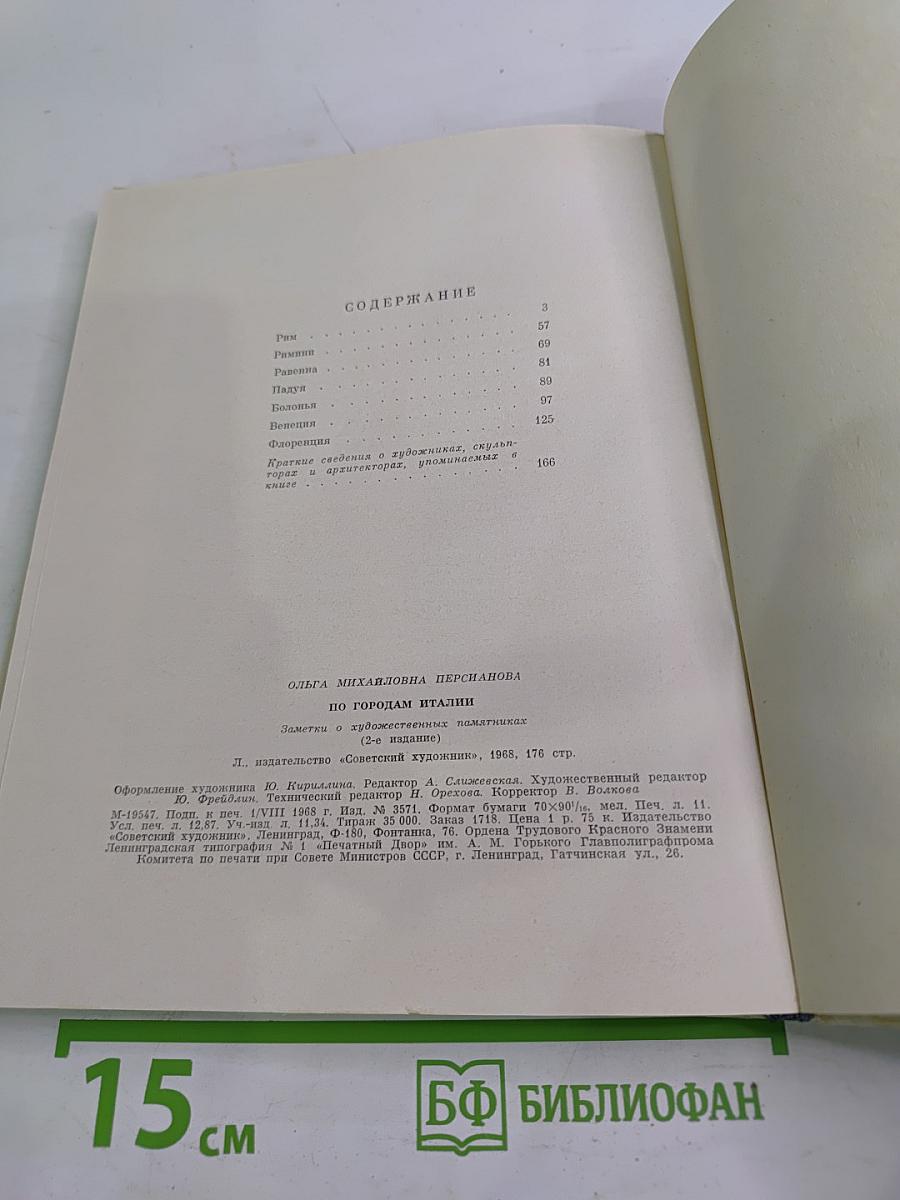 СОДЕРЖАНИЕ
Рим . . . . . . . . . . . . . . . 3
Римини . . . . . . . . . . . . . . 57
Равенна . . . . . . . . . . . . . . 69
Падуя . . . . . . . . . . . . . . 81
Болонья . . . . . . . . . . . . . . 89
Венеция . . . . . . . . . . . . . . 97
Флоренция . . . . . . . . . . . . . 125
Краткие сведения о художниках, скульп-
торах и архитекторах, упоминаемых в
книге . . . . . . . . . . . . . . . 166
ОЛЬГА МИХАЙЛОВНА ПЕРСИАНОВА
ПО ГОРОДАМ ИТАЛИИ
Заметки о художественных памятниках
(2-е издание)
Л., издательство «Советский художник», 1968, 176 стр.
Оформление художника Ю. Кириллина. Редактор А. Слижевская. Художественный редактор
Ю. Фрейдлин. Технический редактор Н. Орехова. Корректор В. Волкова
М-19547. Подп. к печ. 1/VIII 1968 г. Изд. № 3571. Формат бумаги 70×90¹/₁₆, мел. Печ. л. 11.
Усл. печ. л. 12,87. Уч.-изд. л. 11,34. Тираж 35 000. Заказ 1718. Цена 1 р. 75 к. Издательство
«Советский художник». Ленинград, Ф-180, Фонтанка, 76. Ордена Трудового Красного Знамени
Ленинградская типография № 1 «Печатный Двор» им. А. М. Горького Главполиграфпрома
Комитета по печати при Совете Министров СССР, г. Ленинград, Гатчинская ул., 26.
15 см
БФ БИБЛИОФАН